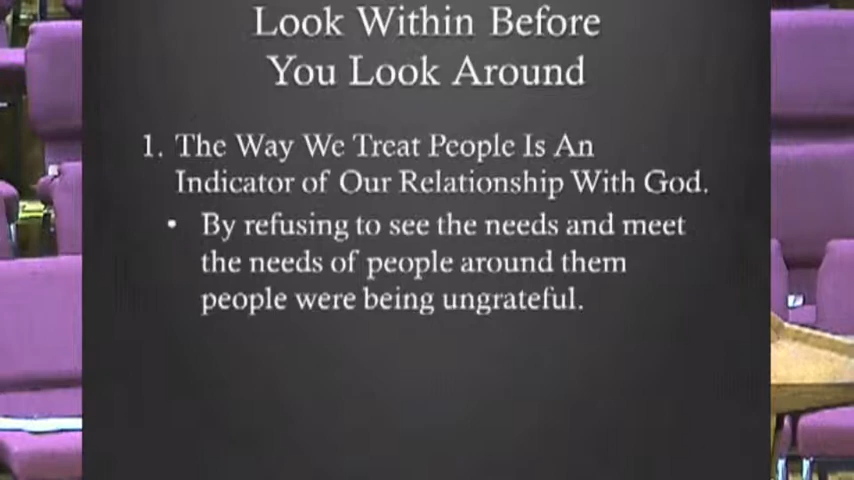 Look Within Before
You Look Around
1. The Way We Treat People Is An
Indicator of Our Relationship With God.
• By refusing to see the needs and meet
the needs of people around them
people were being ungrateful.